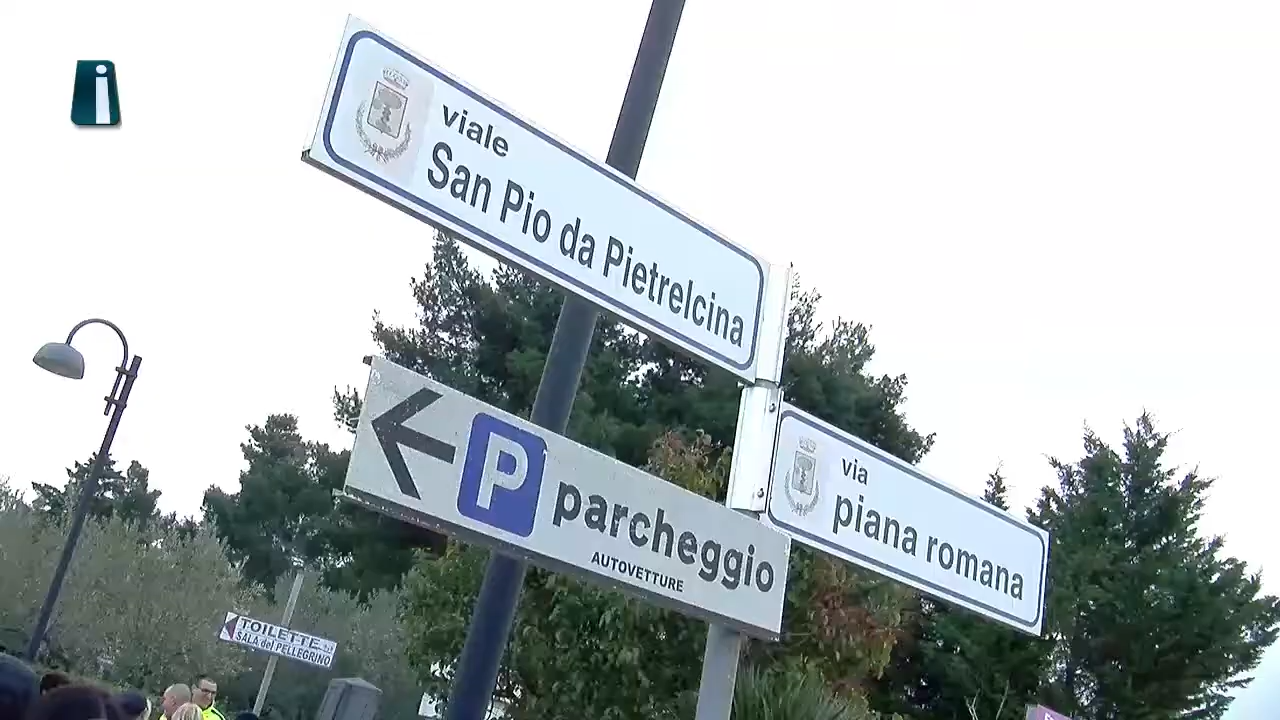 viale
San Pio da Pietrelcina
P parcheggio
AUTOVETTURE
via
piana romana
TOILETTE
SALA del PELLEGRINO
i